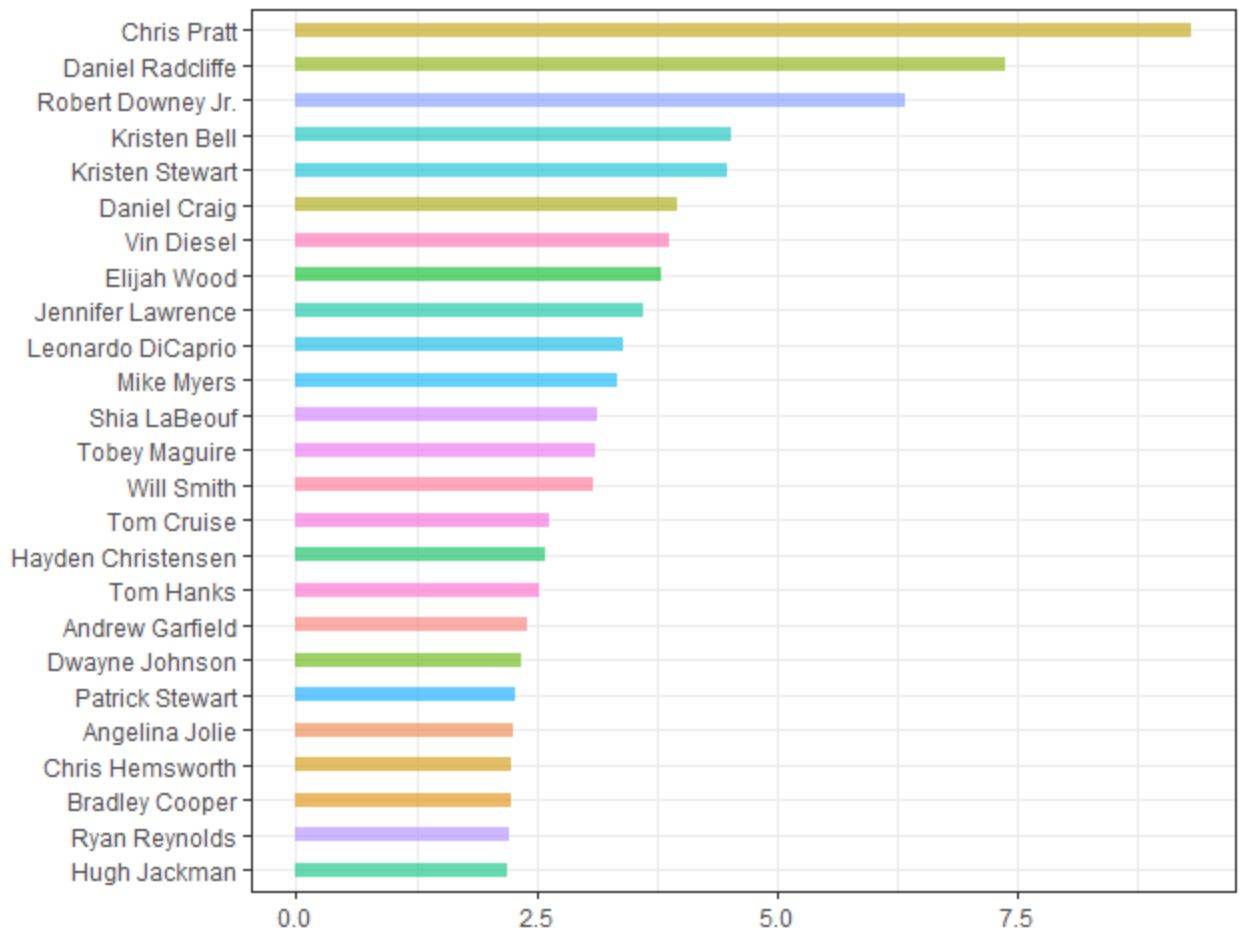 Chris Pratt
Daniel Radcliffe
Robert Downey Jr.
Kristen Bell
Kristen Stewart
Daniel Craig
Vin Diesel
Elijah Wood
Jennifer Lawrence
Leonardo DiCaprio
Mike Myers
Shia LaBeouf
Tobey Maguire
Will Smith
Tom Cruise
Hayden Christensen
Tom Hanks
Andrew Garfield
Dwayne Johnson
Patrick Stewart
Angelina Jolie
Chris Hemsworth
Bradley Cooper
Ryan Reynolds
Hugh Jackman
0.0 2.5 5.0 7.5